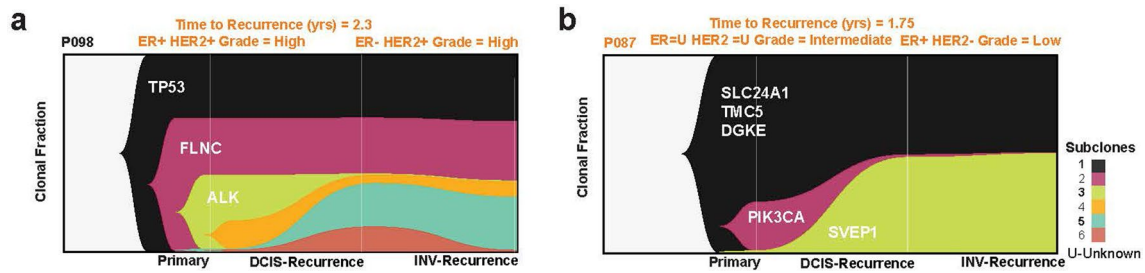 a
Time to Recurrence (yrs) = 2.3
P098
ER+ HER2+ Grade = High
ER- HER2+ Grade = High
Clonal Fraction
TP53
FLNC
ALK
Primary
DCIS-Recurrence
INV-Recurrence
b
Time to Recurrence (yrs) = 1.75
P087
ER=U HER2 =U Grade = Intermediate
ER+ HER2- Grade = Low
Clonal Fraction
SLC24A1
TMC5
DGKE
PIK3CA
SVEP1
Primary
DCIS-Recurrence
INV-Recurrence
Subclones
1
2
3
4
5
6
U-Unknown